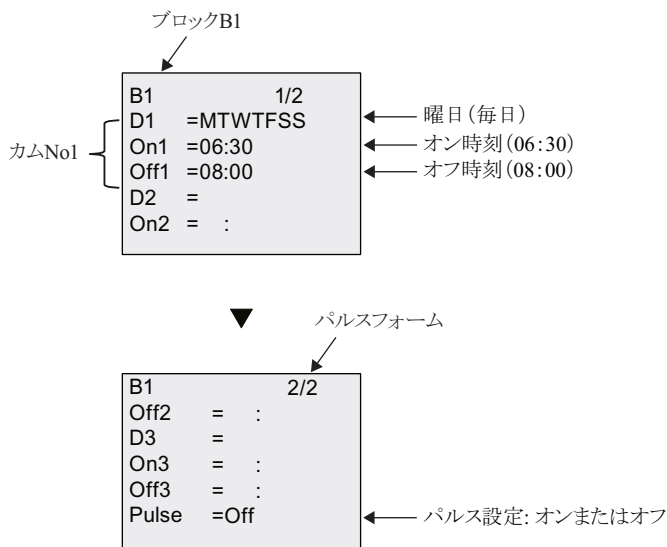 ブロックB1
B1 1/2
D1 =MTWTFSS
On1 =06:30
Off1 =08:00
D2 =
On2 = :
カムNo1
曜日(毎日)
オン時刻(06:30)
オフ時刻(08:00)
パルスフォーム
B1 2/2
Off2 = :
D3 =
On3 = :
Off3 = :
Pulse =Off
パルス設定: オンまたはオフ